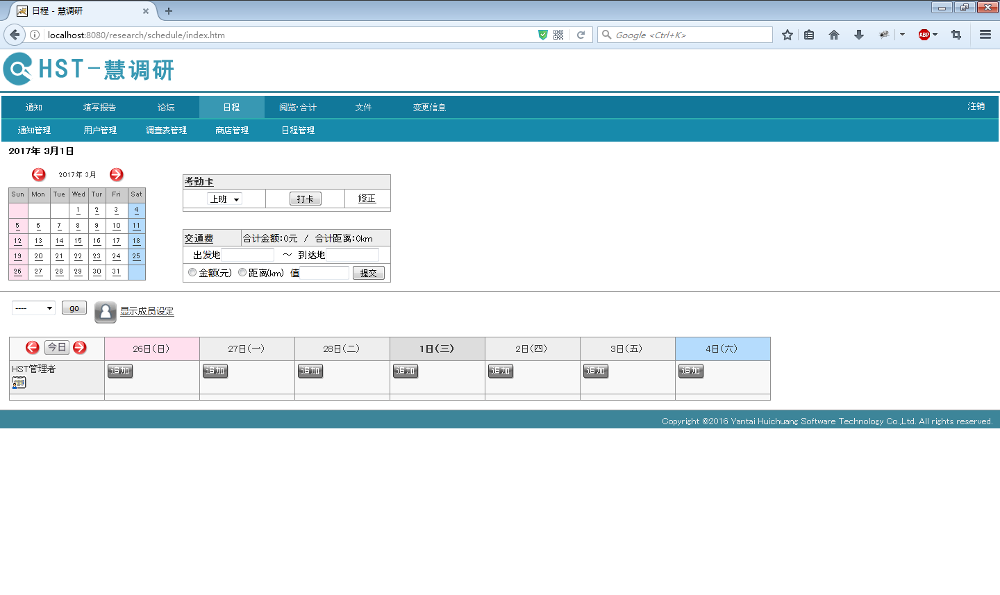 日程 - 慧调研
localhost:8080/research/schedule/index.htm
Google <Ctrl+K>
ABP
HST-慧调研
通知 填写报告 论坛 日程 阅览·合计 文件 变更信息 注销
通知管理 用户管理 调查表管理 商店管理 日程管理
2017年 3月1日
2017年 3月
Sun Mon Tue Wed Tur Fri Sat
1 2 3 4
5 6 7 8 9 10 11
12 13 14 15 16 17 18
19 20 21 22 23 24 25
26 27 28 29 30 31
考勤卡
上班 打卡 修正
交通费 合计金额:0元 / 合计距离:0km
出发地 ～ 到达地
金额(元) 距离(km) 值 提交
---- go 显示成员设定
今日 26日(日) 27日(一) 28日(二) 1日(三) 2日(四) 3日(五) 4日(六)
HST管理者 追加 追加 追加 追加 追加 追加 追加
Copyright ©2016 Yantai Huichuang Software Technology Co.,Ltd. All rights reserved.